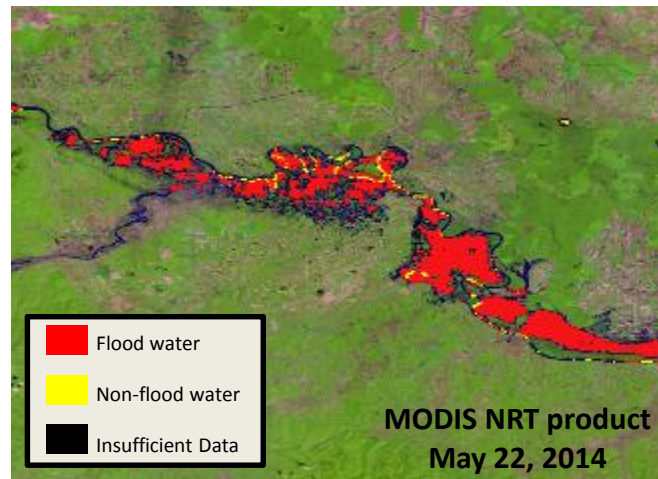 Flood water
Non-flood water
Insufficient Data
MODIS NRT product
May 22, 2014